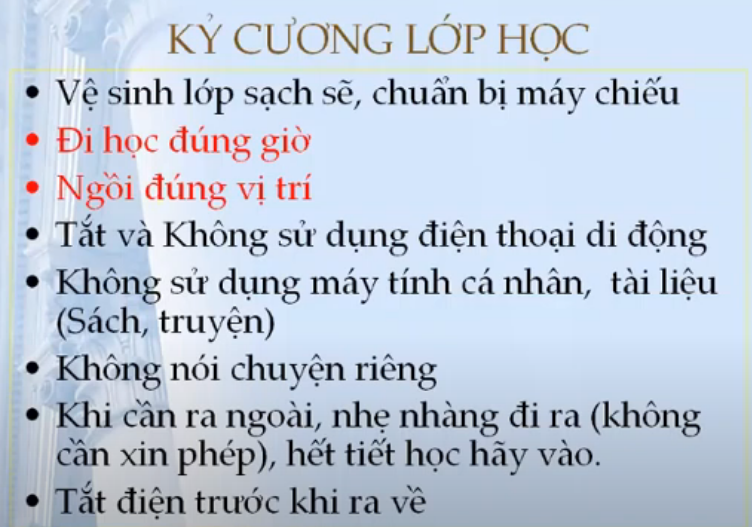 KỶ CƯƠNG LỚP HỌC
• Vệ sinh lớp sạch sẽ, chuẩn bị máy chiếu
• Đi học đúng giờ
• Ngồi đúng vị trí
• Tắt và Không sử dụng điện thoại di động
• Không sử dụng máy tính cá nhân, tài liệu
(Sách, truyện)
• Không nói chuyện riêng
• Khi cần ra ngoài, nhẹ nhàng đi ra (không
cần xin phép), hết tiết học hãy vào.
• Tắt điện trước khi ra về